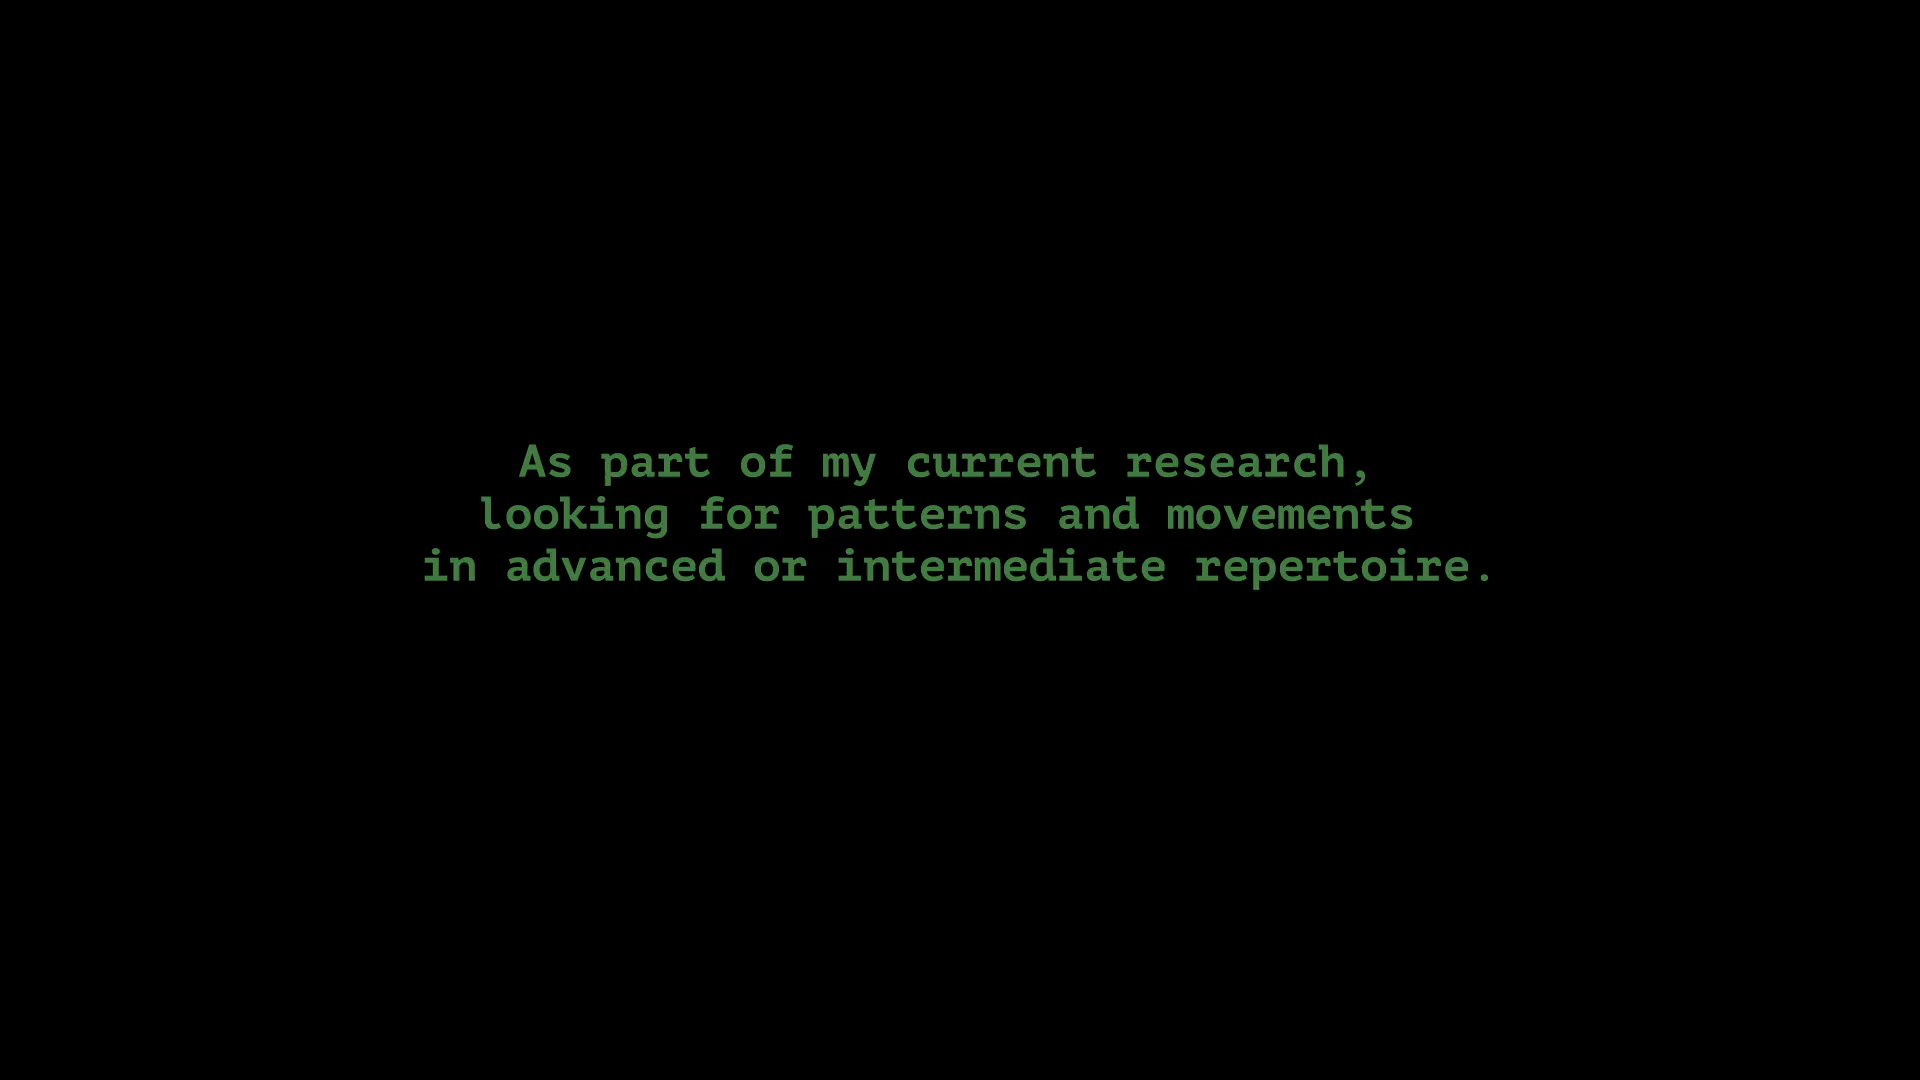 As part of my current research,
looking for patterns and movements
in advanced or intermediate repertoire.